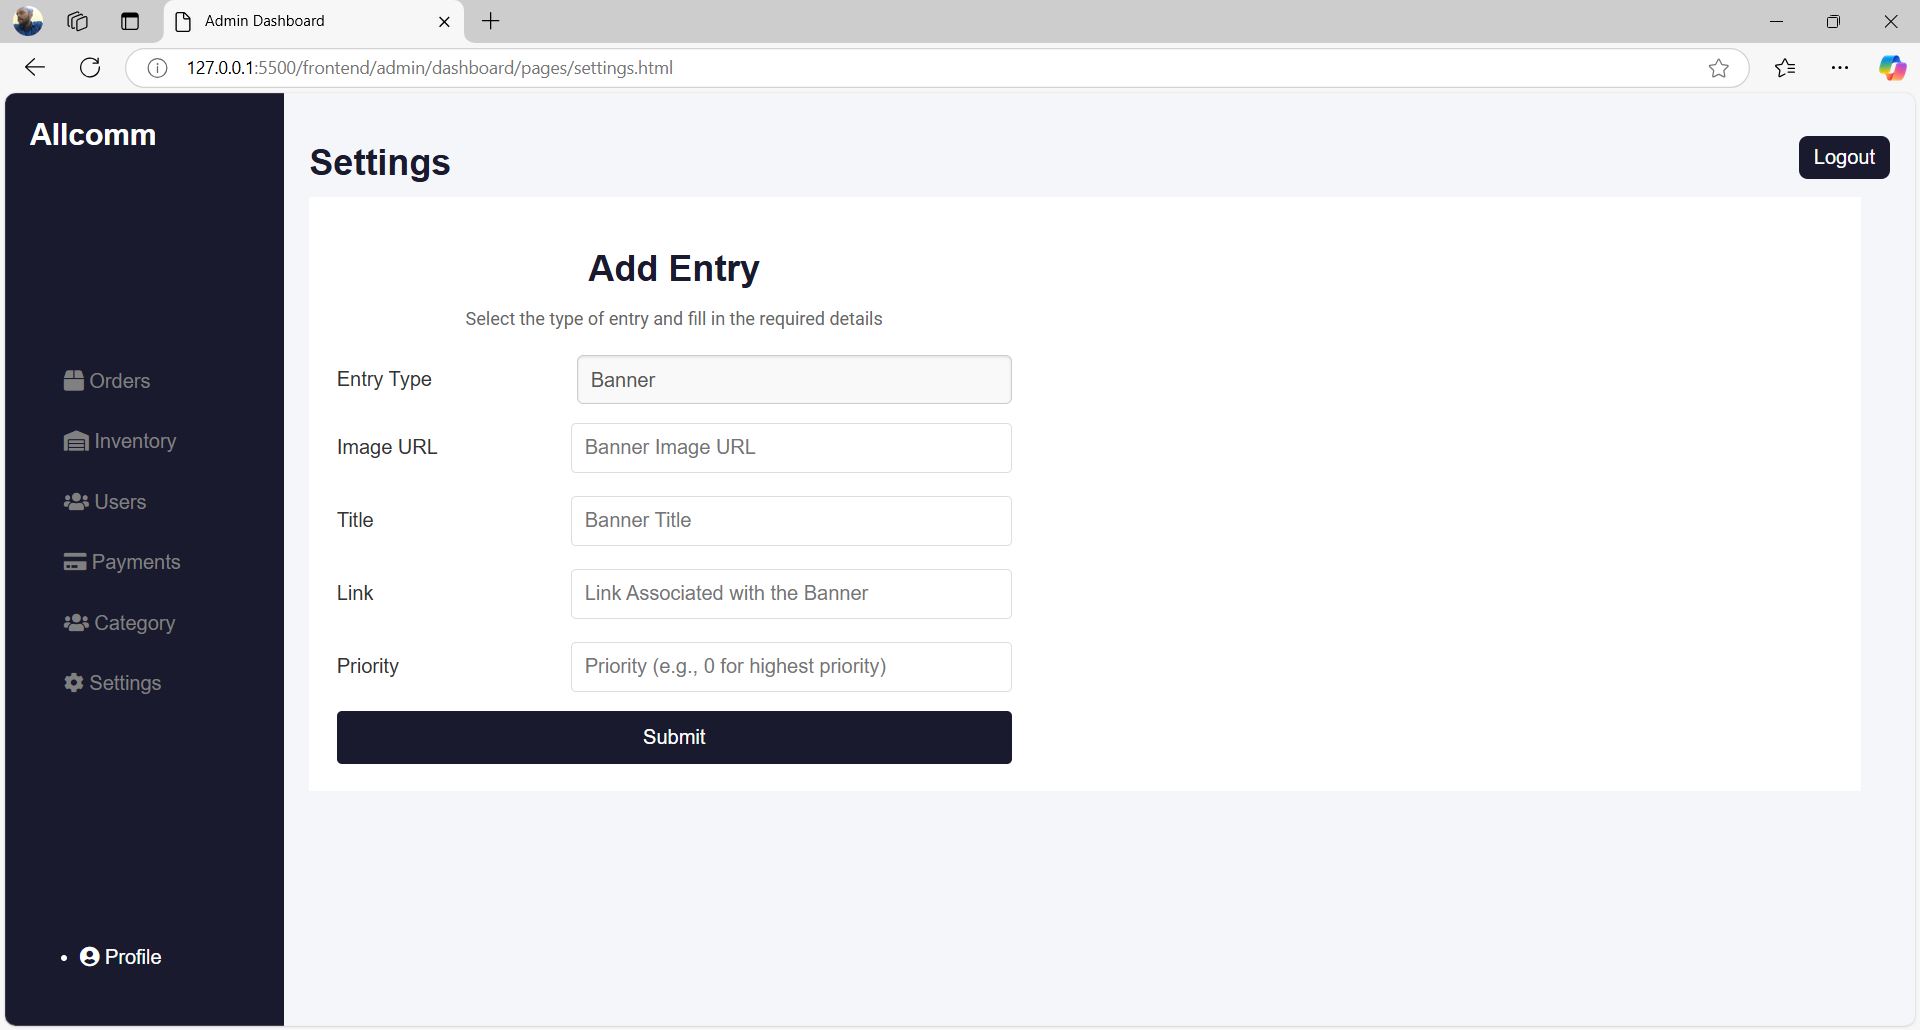 Admin Dashboard
127.0.0.1:5500/frontend/admin/dashboard/pages/settings.html
Allcomm
Orders
Inventory
Users
Payments
Category
Settings
Profile
Settings
Logout
Add Entry
Select the type of entry and fill in the required details
Entry Type Banner
Image URL Banner Image URL
Title Banner Title
Link Link Associated with the Banner
Priority Priority (e.g., 0 for highest priority)
Submit